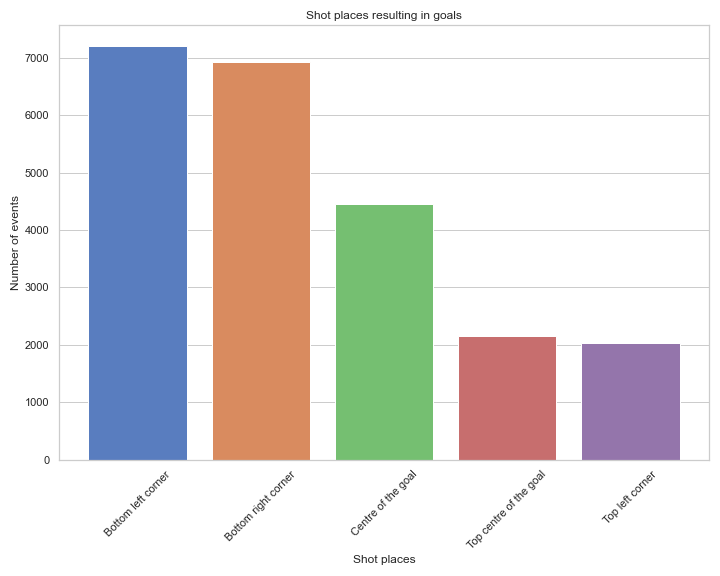 Shot places resulting in goals
Number of events
7000
6000
5000
4000
3000
2000
1000
0
Bottom left corner
Bottom right corner
Centre of the goal
Top centre of the goal
Top left corner
Shot places